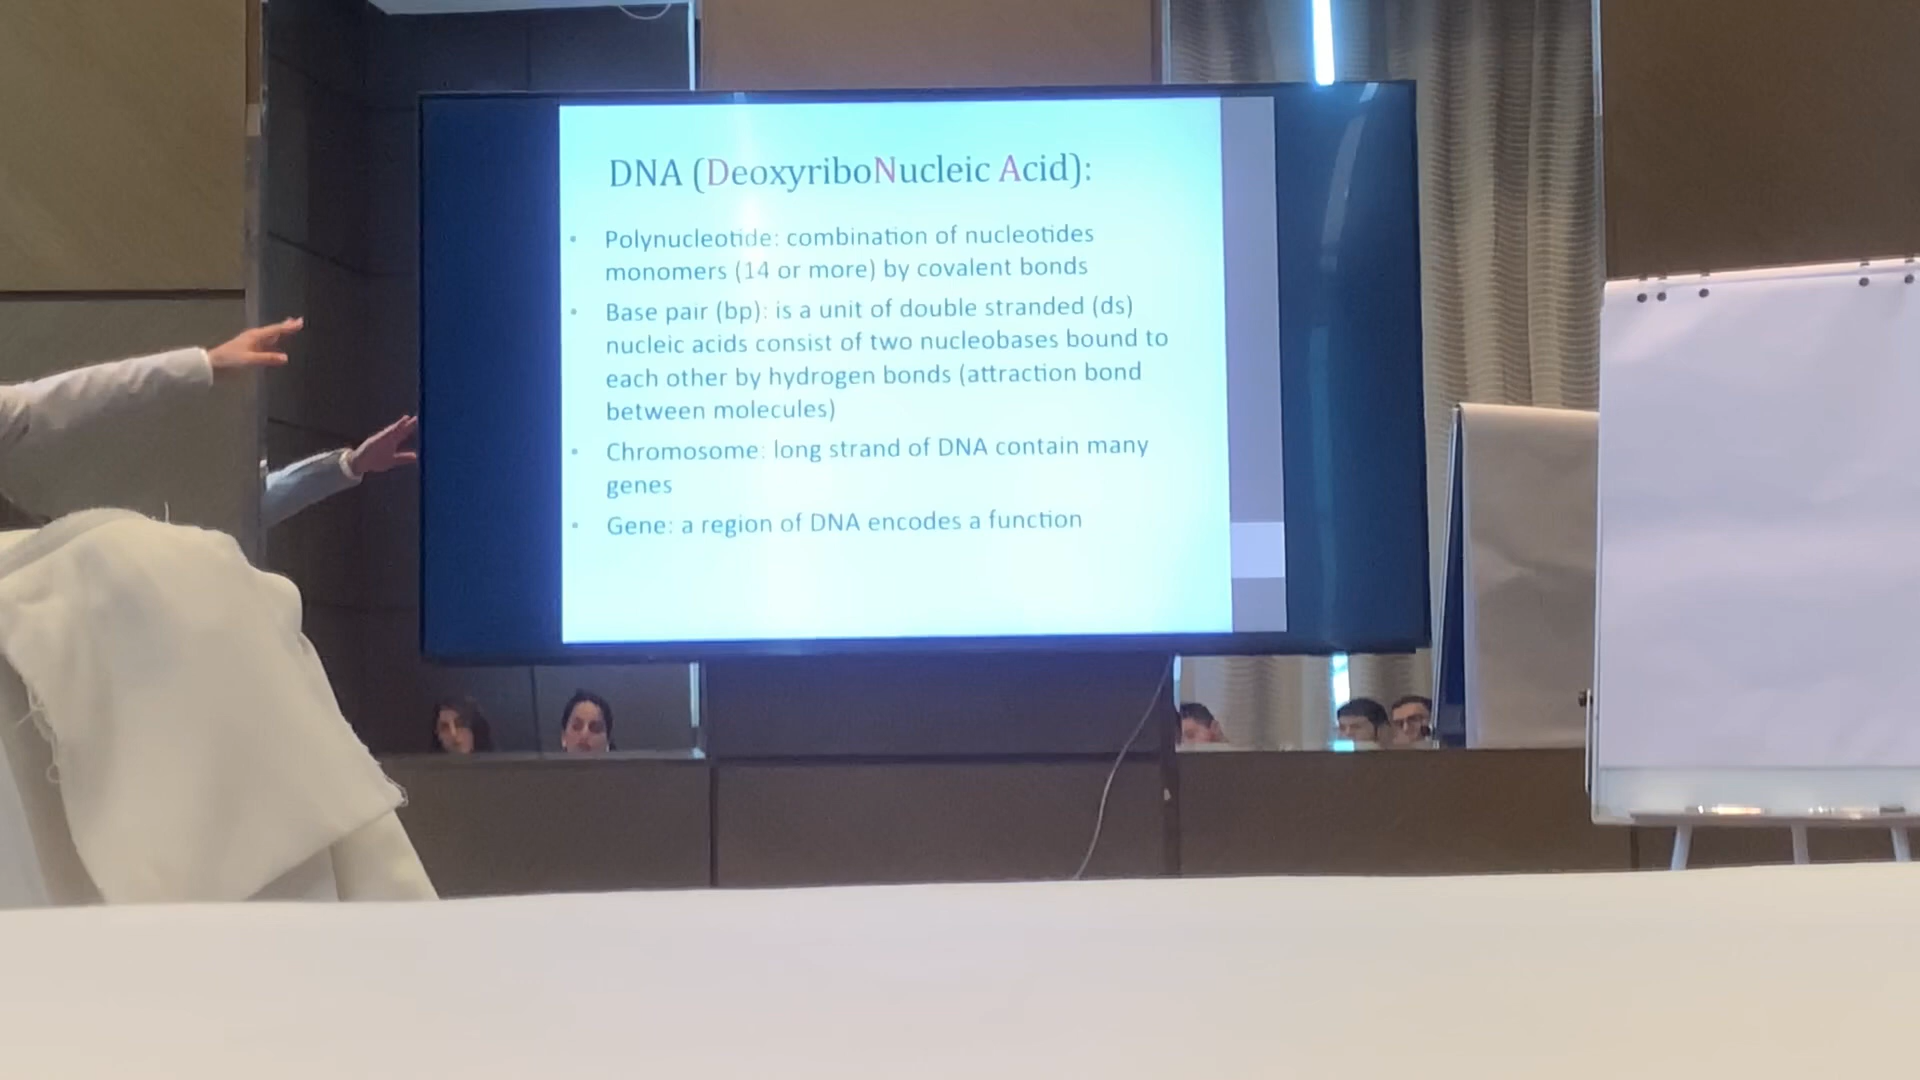 DNA (DeoxyriboNucleic Acid):
• Polynucleotide: combination of nucleotides
monomers (14 or more) by covalent bonds
• Base pair (bp): is a unit of double stranded (ds)
nucleic acids consist of two nucleobases bound to
each other by hydrogen bonds (attraction bond
between molecules)
• Chromosome: long strand of DNA contain many
genes
• Gene: a region of DNA encodes a function